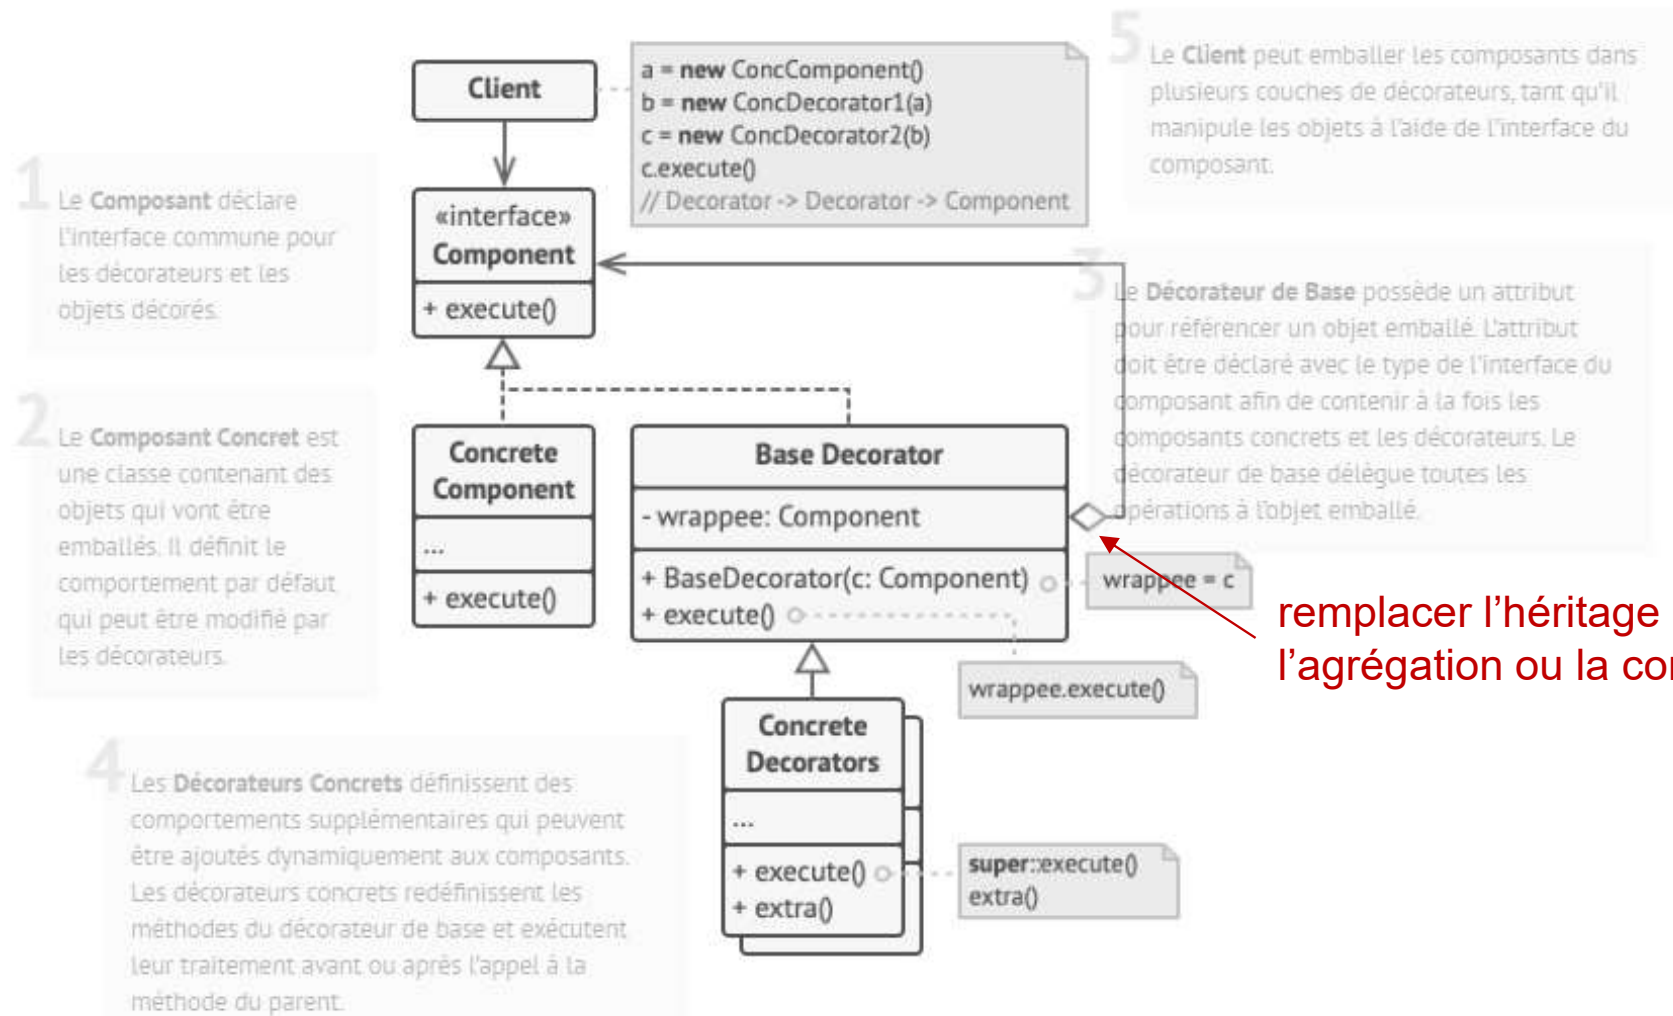 Client
a = new ConcComponent()
b = new ConcDecorator1(a)
c = new ConcDecorator2(b)
c.execute()
// Decorator -> Decorator -> Component
5
Le Client peut emballer les composants dans
plusieurs couches de décorateurs, tant qu'il
manipule les objets à l'aide de l'interface du
composant.
1
Le Composant déclare
l'interface commune pour
les décorateurs et les
objets décorés.
«interface»
Component
+ execute()
3
Le Décorateur de Base possède un attribut
pour référencer un objet emballé. L'attribut
doit être déclaré avec le type de l'interface du
composant afin de contenir à la fois les
composants concrets et les décorateurs. Le
décorateur de base délègue toutes les
opérations à l'objet emballé.
2
Le Composant Concret est
une classe contenant des
objets qui vont être
emballés. Il définit le
comportement par défaut
qui peut être modifié par
les décorateurs.
Concrete
Component
...
+ execute()
Base Decorator
- wrappee: Component
+ BaseDecorator(c: Component)
+ execute()
wrappee = c
wrappee.execute()
remplacer l'héritage
l'agrégation ou la
4
Les Décorateurs Concrets définissent des
comportements supplémentaires qui peuvent
être ajoutés dynamiquement aux composants.
Les décorateurs concrets redéfinissent les
méthodes du décorateur de base et exécutent
leur traitement avant ou après l'appel à la
méthode du parent.
Concrete
Decorators
...
+ execute()
+ extra()
super::execute()
extra()